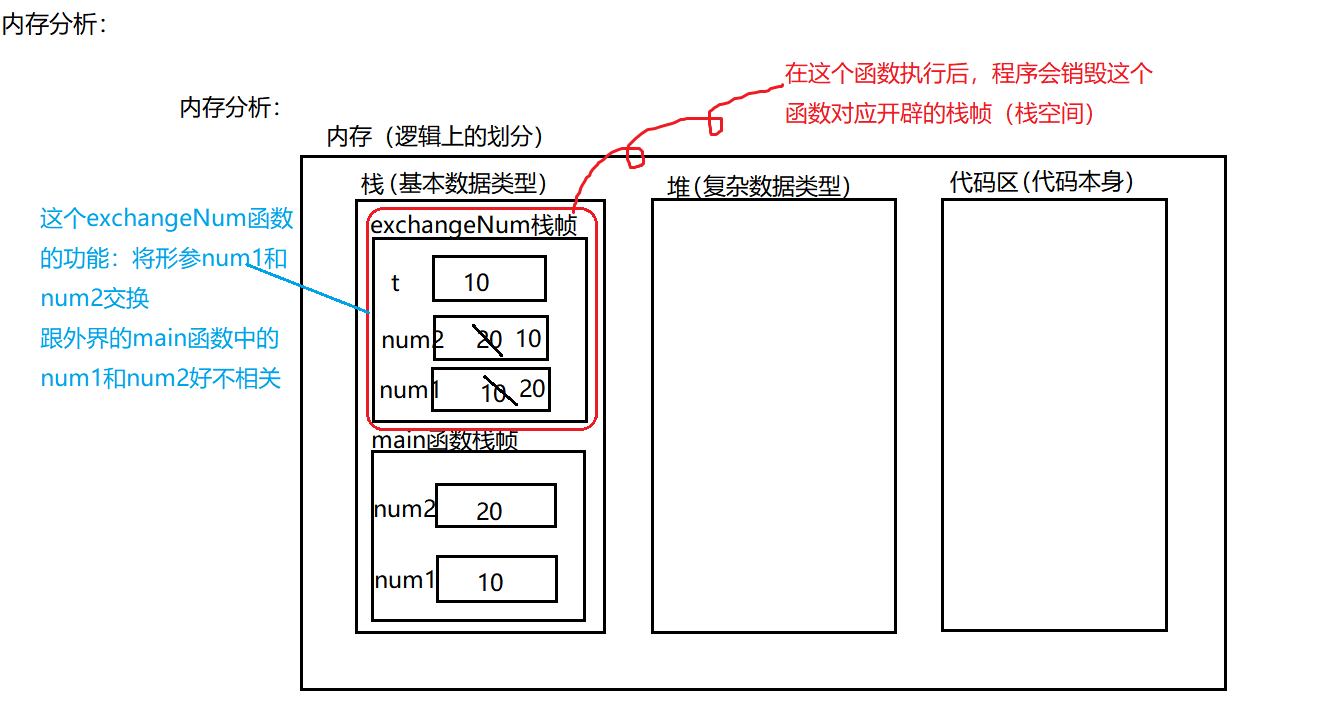 内存分析：
内存分析：
内存（逻辑上的划分）
在这个函数执行后，程序会销毁这个
函数对应开辟的栈帧（栈空间）
栈(基本数据类型)
堆(复杂数据类型)
代码区(代码本身)
这个exchangeNum函数
的功能：将形参num1和
num2交换
跟外界的main函数中的
num1和num2好不相关
exchangeNum栈帧
t 10
num2 20 10
num1 10 20
main函数栈帧
num2 20
num1 10